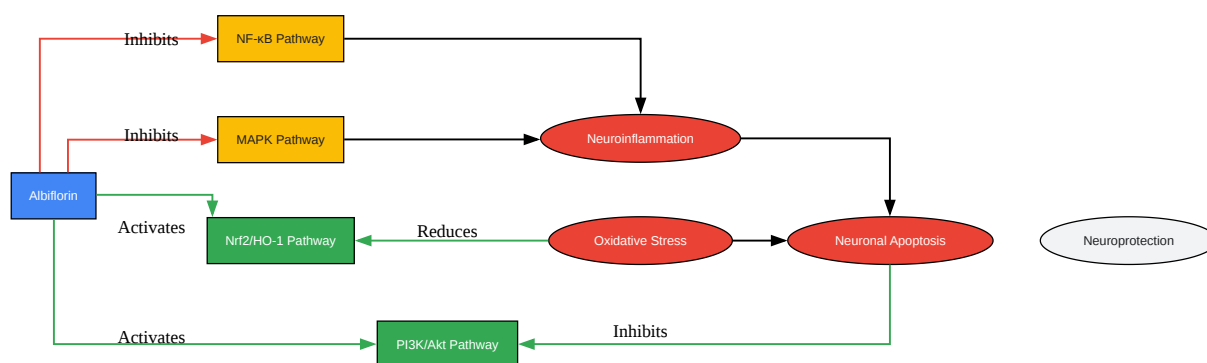 Inhibits
NF-κB Pathway
Inhibits
MAPK Pathway
Neuroinflammation
Albiflorin
Activates
Nrf2/HO-1 Pathway
Reduces
Oxidative Stress
Neuronal Apoptosis
Neuroprotection
Activates
PI3K/Akt Pathway
Inhibits